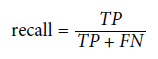 recall = TP / (TP + FN)